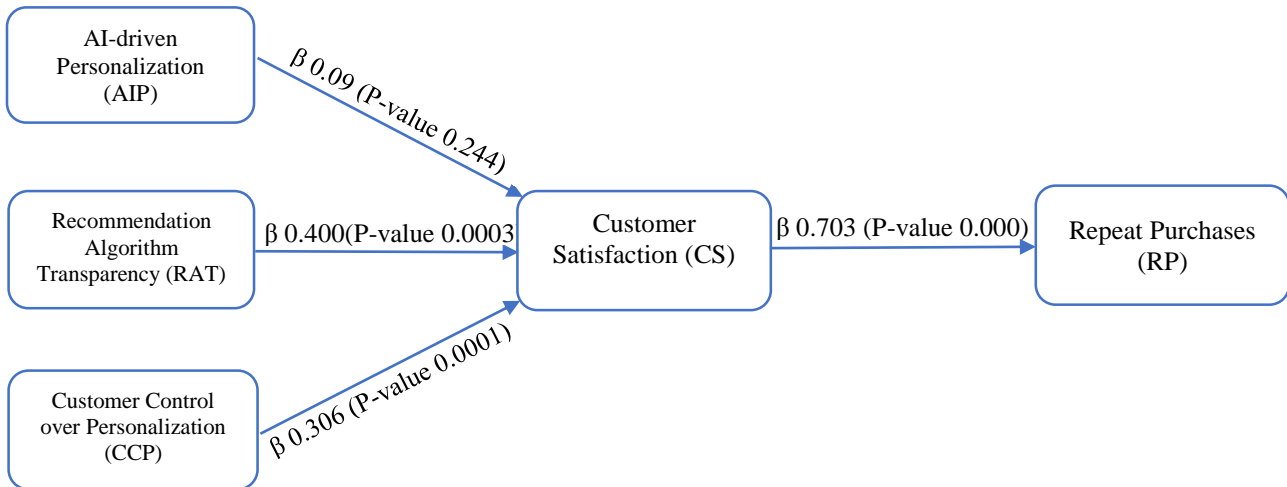 AI-driven
Personalization
(AIP)
β 0.09 (P-value 0.244)
Recommendation
Algorithm
Transparency (RAT)
β 0.400(P-value 0.0003
Customer
Satisfaction (CS)
β 0.703 (P-value 0.000)
Repeat Purchases
(RP)
Customer Control
over Personalization
(CCP)
β 0.306 (P-value 0.0001)